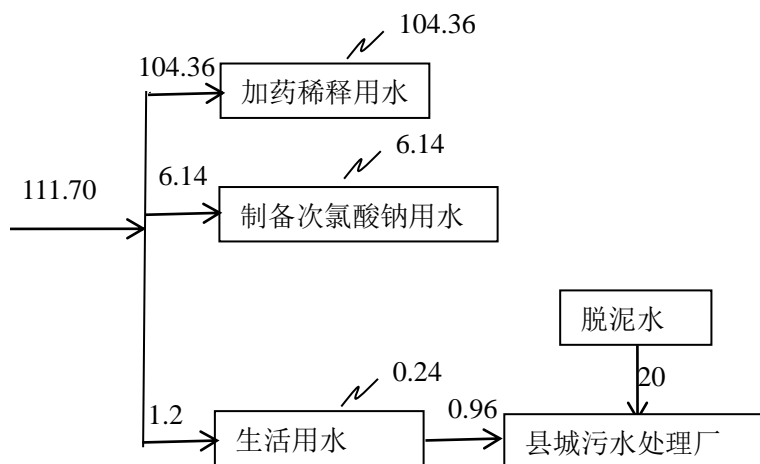 104.36
104.36
加药稀释用水
6.14
6.14
111.70
制备次氯酸钠用水
脱泥水
0.24
20
1.2
0.96
生活用水
县城污水处理厂